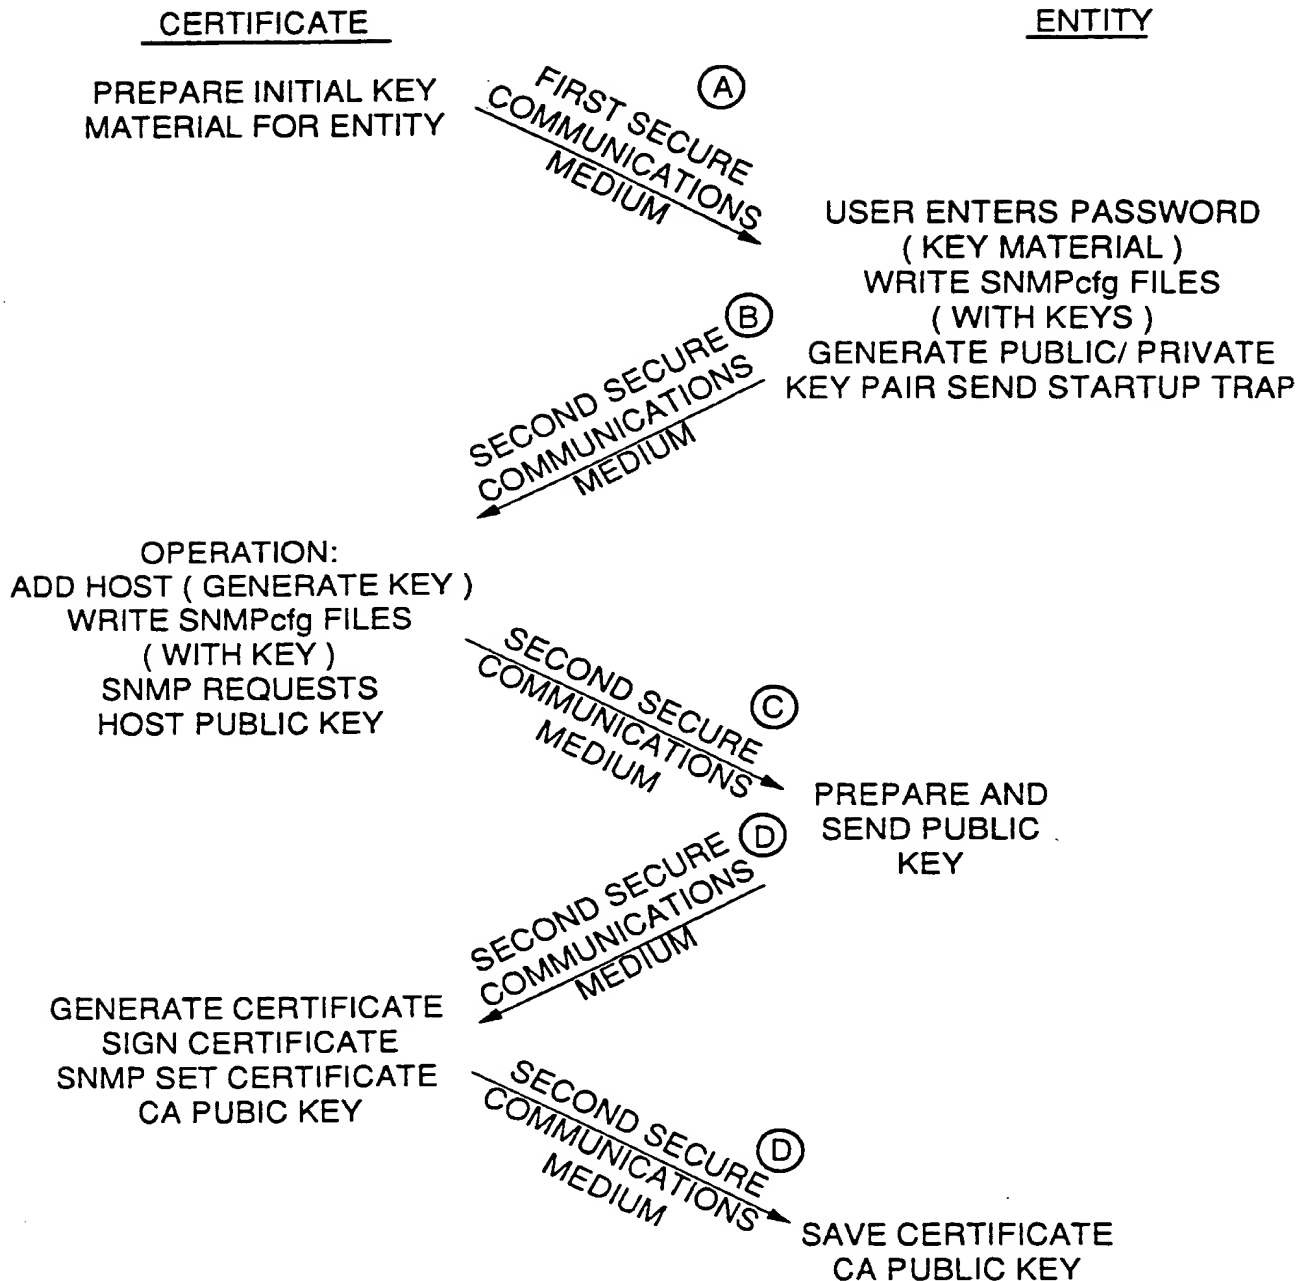 CERTIFICATE
ENTITY
PREPARE INITIAL KEY
MATERIAL FOR ENTITY
A
FIRST SECURE
COMMUNICATIONS
MEDIUM
USER ENTERS PASSWORD
( KEY MATERIAL )
WRITE SNMPcfg FILES
( WITH KEYS )
GENERATE PUBLIC/ PRIVATE
KEY PAIR SEND STARTUP TRAP
B
SECOND SECURE
COMMUNICATIONS
MEDIUM
OPERATION:
ADD HOST ( GENERATE KEY )
WRITE SNMPcfg FILES
( WITH KEY )
SNMP REQUESTS
HOST PUBLIC KEY
SECOND SECURE
COMMUNICATIONS
MEDIUM
C
PREPARE AND
SEND PUBLIC
KEY
D
SECOND SECURE
COMMUNICATIONS
MEDIUM
GENERATE CERTIFICATE
SIGN CERTIFICATE
SNMP SET CERTIFICATE
CA PUBIC KEY
SECOND SECURE
COMMUNICATIONS
MEDIUM
D
SAVE CERTIFICATE
CA PUBLIC KEY